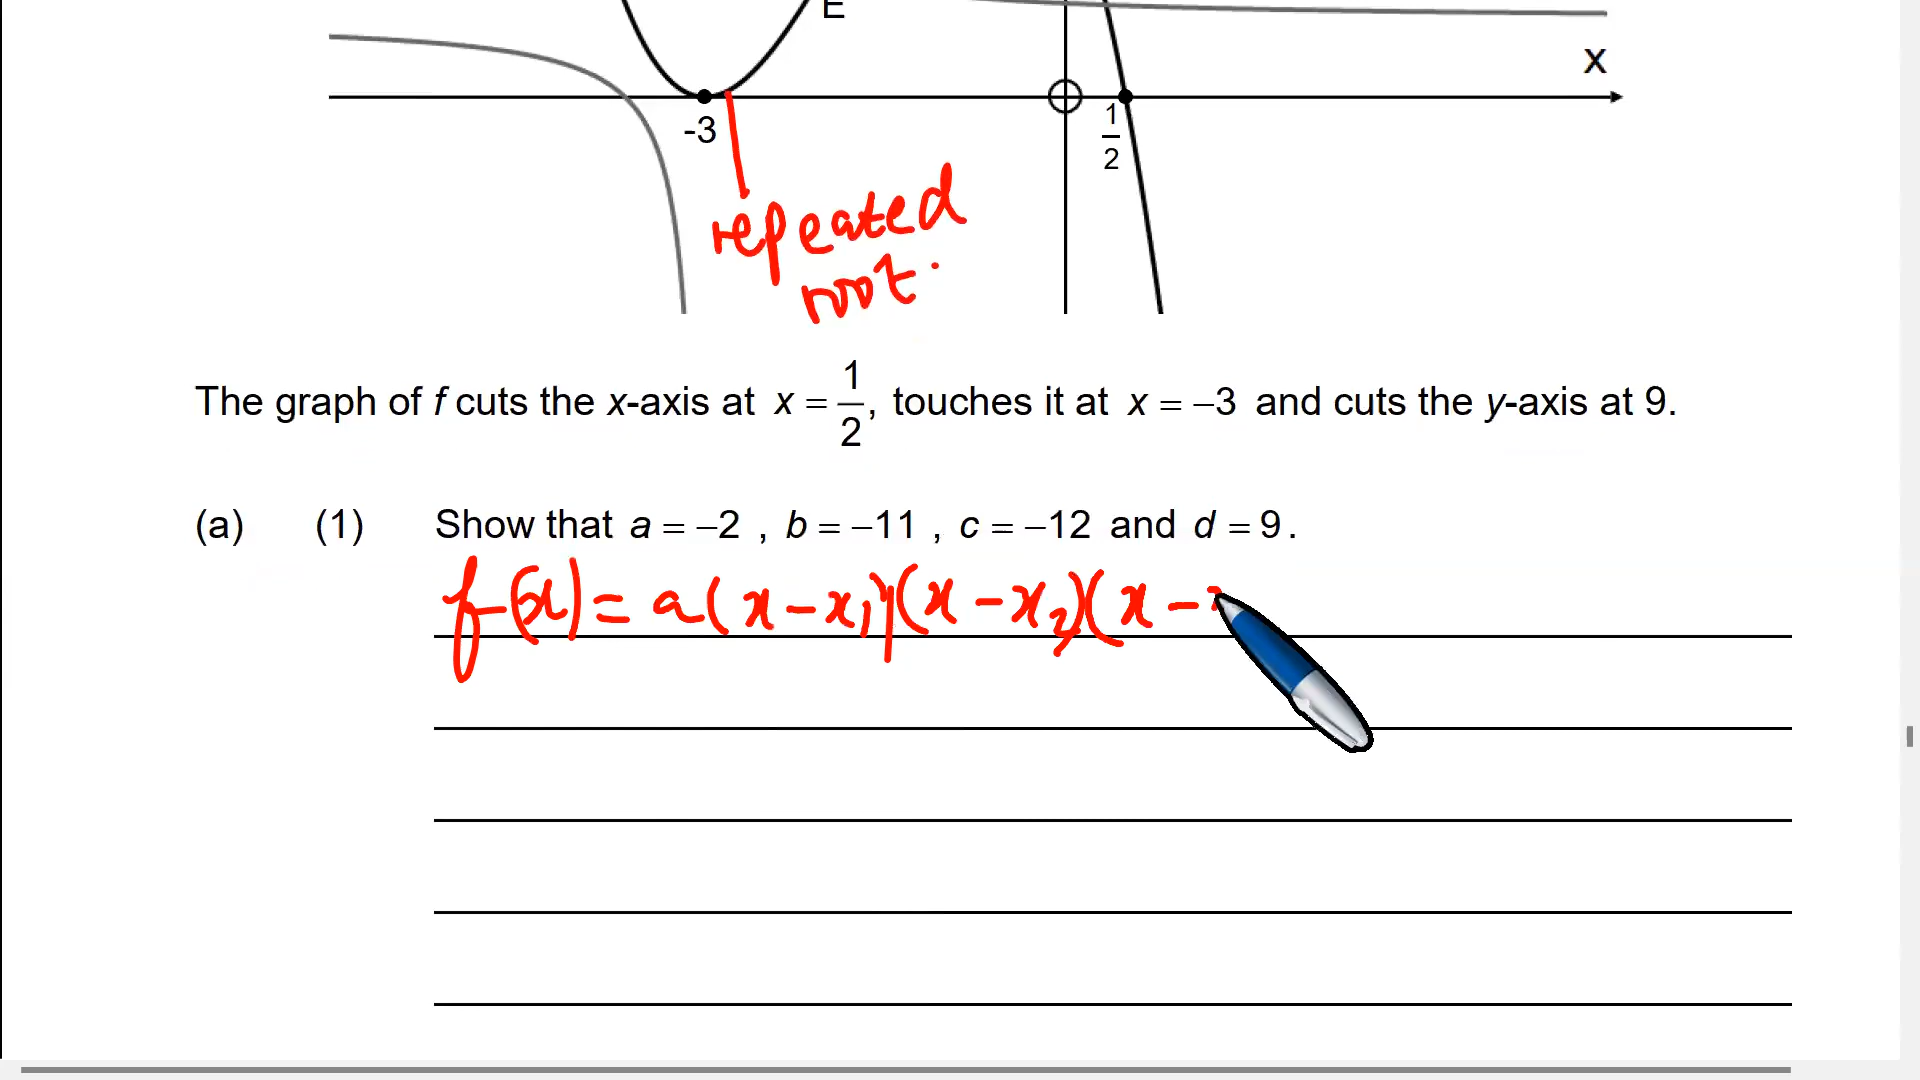 E
X
-3
1/2
repeated
root.
The graph of f cuts the x-axis at x = 1/2, touches it at x = −3 and cuts the y-axis at 9.
(a) (1) Show that a = −2 , b = −11 , c = −12 and d = 9 .
f(x) = a(x − x₁)(x − x₂)(x −